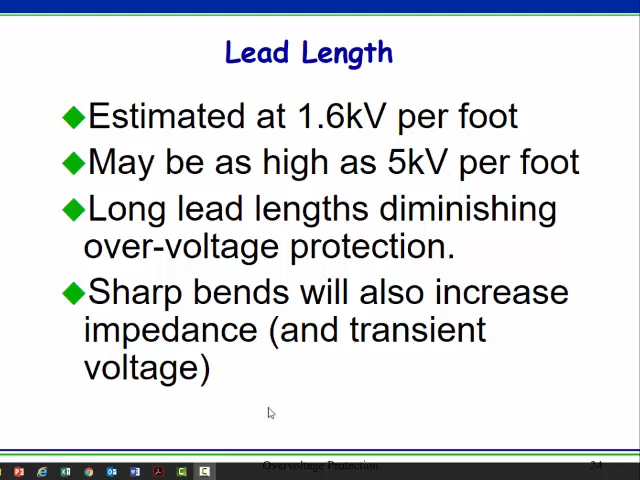 Lead Length
Estimated at 1.6kV per foot
May be as high as 5kV per foot
Long lead lengths diminishing
over-voltage protection.
Sharp bends will also increase
impedance (and transient
voltage)
Overvoltage Protection
24